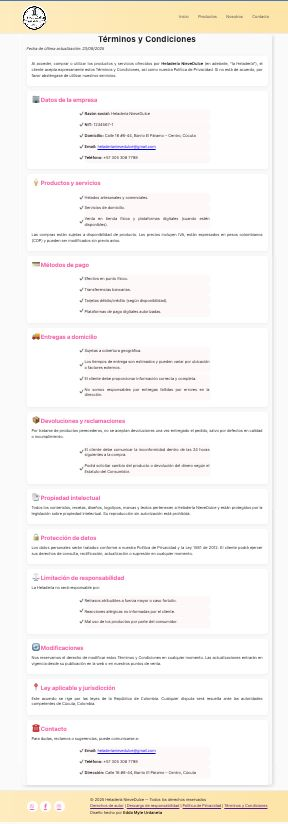 Inicio Productos Nosotros Contacto
Términos y Condiciones
Fecha de última actualización: 23/09/2025
Al acceder, comprar o utilizar los productos y servicios ofrecidos por Heladería NieveDulce (en adelante, "la Heladería"), el
cliente acepta expresamente estos Términos y Condiciones, así como nuestra Política de Privacidad. Si no está de acuerdo, por
favor absténgase de utilizar nuestros servicios.
Datos de la empresa
✓ Razón social: Heladería NieveDulce
✓ NIT: 1234567-1
✓ Domicilio: Calle 16 #8-44, Barrio El Páramo – Centro, Cúcuta
✓ Email: heladerianievedulce@gmail.com
✓ Teléfono: +57 305 308 7798
Productos y servicios
✓ Helados artesanales y comerciales.
✓ Servicios de domicilio.
✓ Venta en tienda física y plataformas digitales (cuando estén
disponibles).
Las compras están sujetas a disponibilidad de producto. Los precios incluyen IVA, están expresados en pesos colombianos
(COP) y pueden ser modificados sin previo aviso.
Métodos de pago
✓ Efectivo en punto físico.
✓ Transferencias bancarias.
✓ Tarjetas débito/crédito (según disponibilidad).
✓ Plataformas de pago digitales autorizadas.
Entregas a domicilio
✓ Sujetas a cobertura geográfica.
✓ Los tiempos de entrega son estimados y pueden variar por ubicación
o factores externos.
✓ El cliente debe proporcionar información correcta y completa.
✓ No somos responsables por entregas fallidas por errores en la
dirección.
Devoluciones y reclamaciones
Por tratarse de productos perecederos, no se aceptan devoluciones una vez entregado el pedido, salvo por defectos en calidad
o incumplimiento.
✓ El cliente debe comunicar la inconformidad dentro de las 24 horas
siguientes a la compra.
✓ Podrá solicitar cambio del producto o devolución del dinero según el
Estatuto del Consumidor.
Propiedad intelectual
Todos los contenidos, recetas, diseños, logotipos, marcas y textos pertenecen a Heladería NieveDulce y están protegidos por la
legislación sobre propiedad intelectual. Su reproducción sin autorización está prohibida.
Protección de datos
Los datos personales serán tratados conforme a nuestra Política de Privacidad y la Ley 1581 de 2012. El cliente podrá ejercer
sus derechos de consulta, rectificación, actualización o supresión en cualquier momento.
Limitación de responsabilidad
La Heladería no será responsable por:
✓ Retrasos atribuibles a fuerza mayor o caso fortuito.
✓ Reacciones alérgicas no informadas por el cliente.
✓ Mal uso de los productos por parte del consumidor.
Modificaciones
Nos reservamos el derecho de modificar estos Términos y Condiciones en cualquier momento. Las actualizaciones entrarán en
vigencia desde su publicación en la web o en nuestros puntos de venta.
Ley aplicable y jurisdicción
Este acuerdo se rige por las leyes de la República de Colombia. Cualquier disputa será resuelta ante las autoridades
competentes de Cúcuta, Colombia.
Contacto
Para dudas, reclamos o sugerencias, puede comunicarse a:
✓ Email: heladerianievedulce@gmail.com
✓ Teléfono: +57 305 308 7798
✓ Dirección: Calle 16 #8-44, Barrio El Páramo – Centro, Cúcuta
© 2025 Heladería NieveDulce — Todos los derechos reservados
Derechos de autor | Descargo de responsabilidad | Política de Privacidad | Términos y Condiciones
Diseño hecho por Eddo Myle Urdaneta